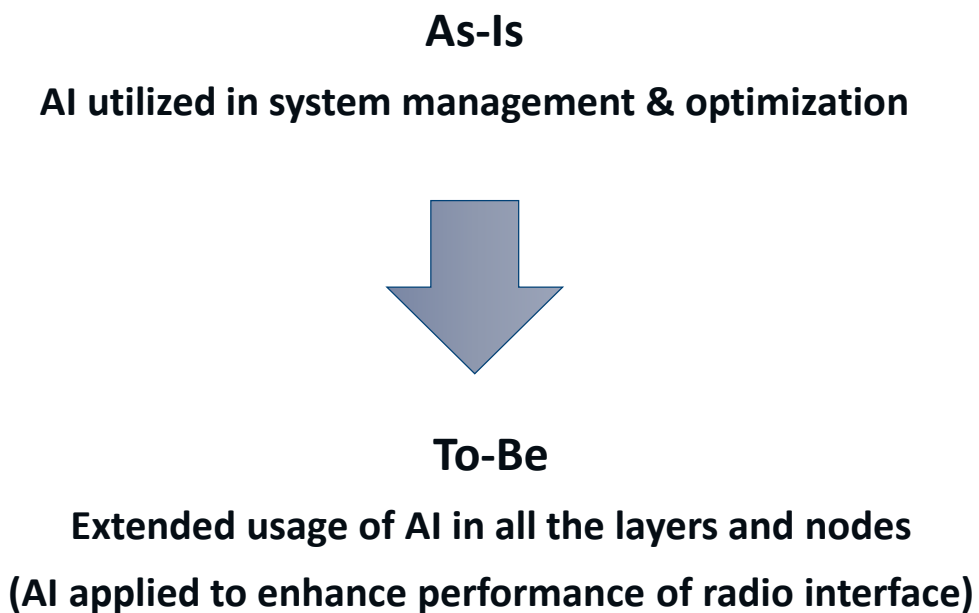 As-Is
AI utilized in system management & optimization
To-Be
Extended usage of AI in all the layers and nodes
(AI applied to enhance performance of radio interface)